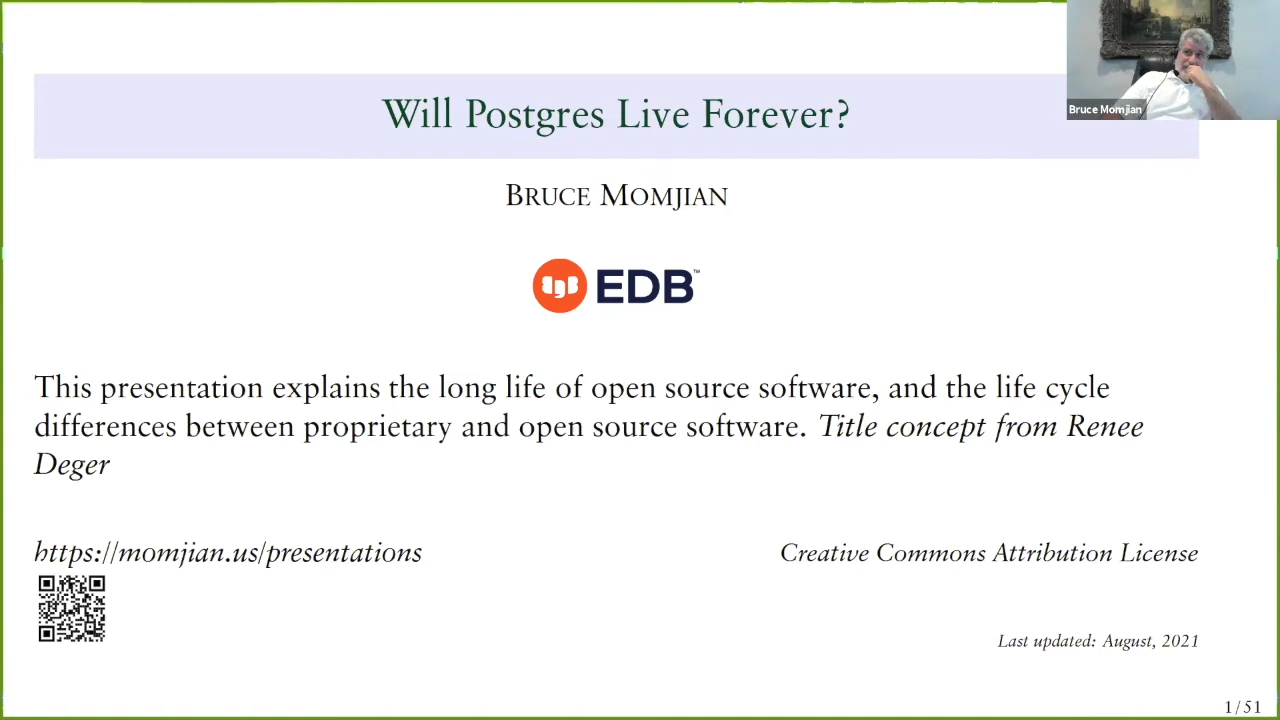 Will Postgres Live Forever?
Bruce Momjian
BRUCE MOMJIAN
EDB™
This presentation explains the long life of open source software, and the life cycle
differences between proprietary and open source software. Title concept from Renee
Deger
https://momjian.us/presentations
Creative Commons Attribution License
Last updated: August, 2021
1 / 51